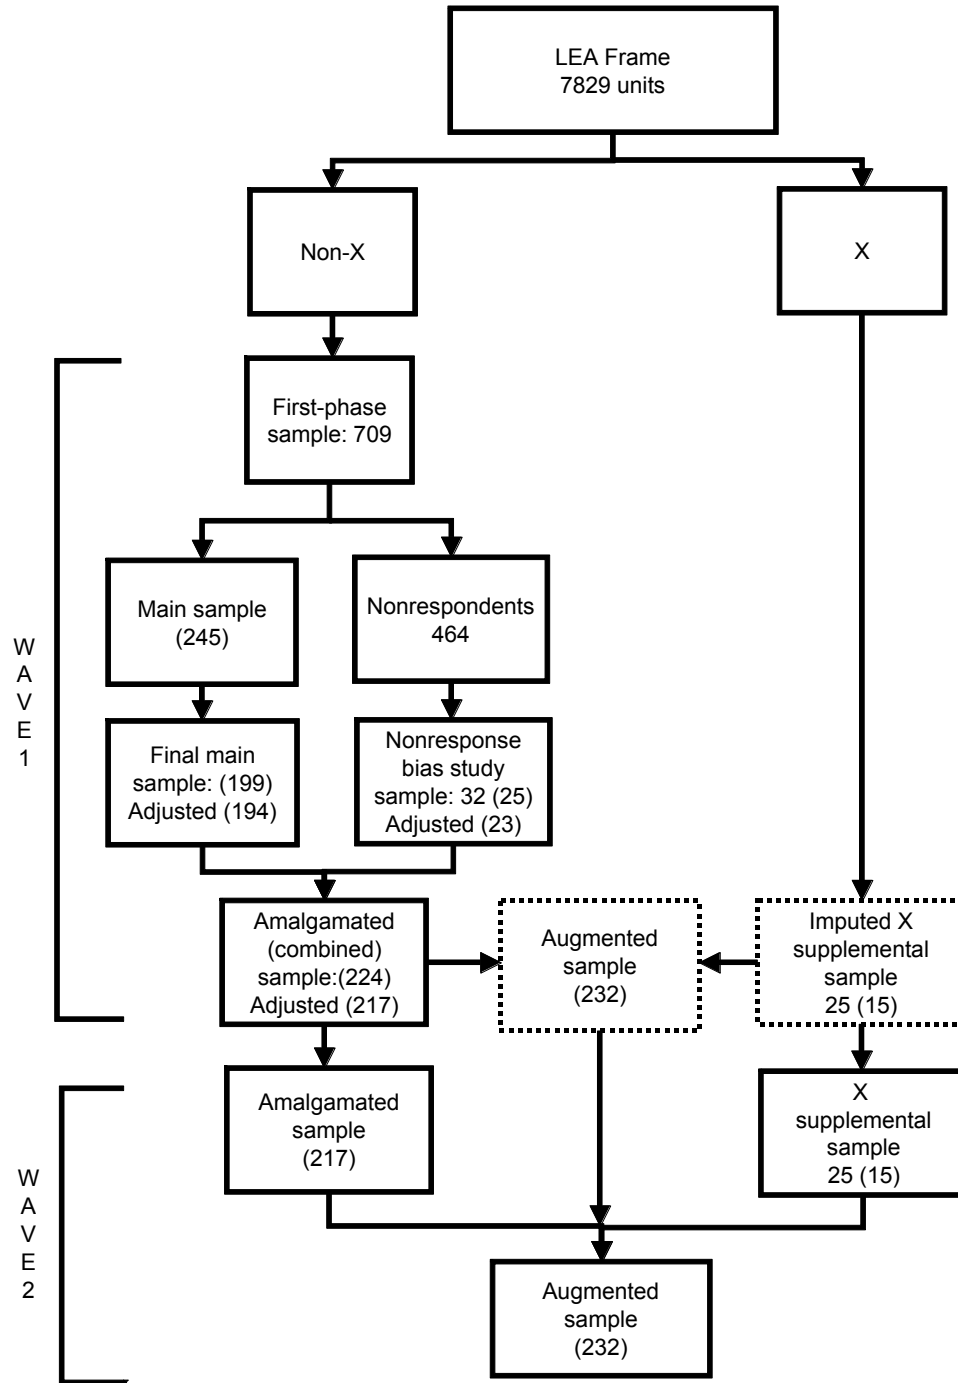 LEA Frame
7829 units
Non-X
X
First-phase
sample: 709
Main sample
(245)
Nonrespondents
464
W
A
V
E
1
Final main
sample: (199)
Adjusted (194)
Nonresponse
bias study
sample: 32 (25)
Adjusted (23)
Amalgamated
(combined)
sample:(224)
Adjusted (217)
Augmented
sample
(232)
Imputed X
supplemental
sample
25 (15)
W
A
V
E
2
Amalgamated
sample
(217)
X
supplemental
sample
25 (15)
Augmented
sample
(232)